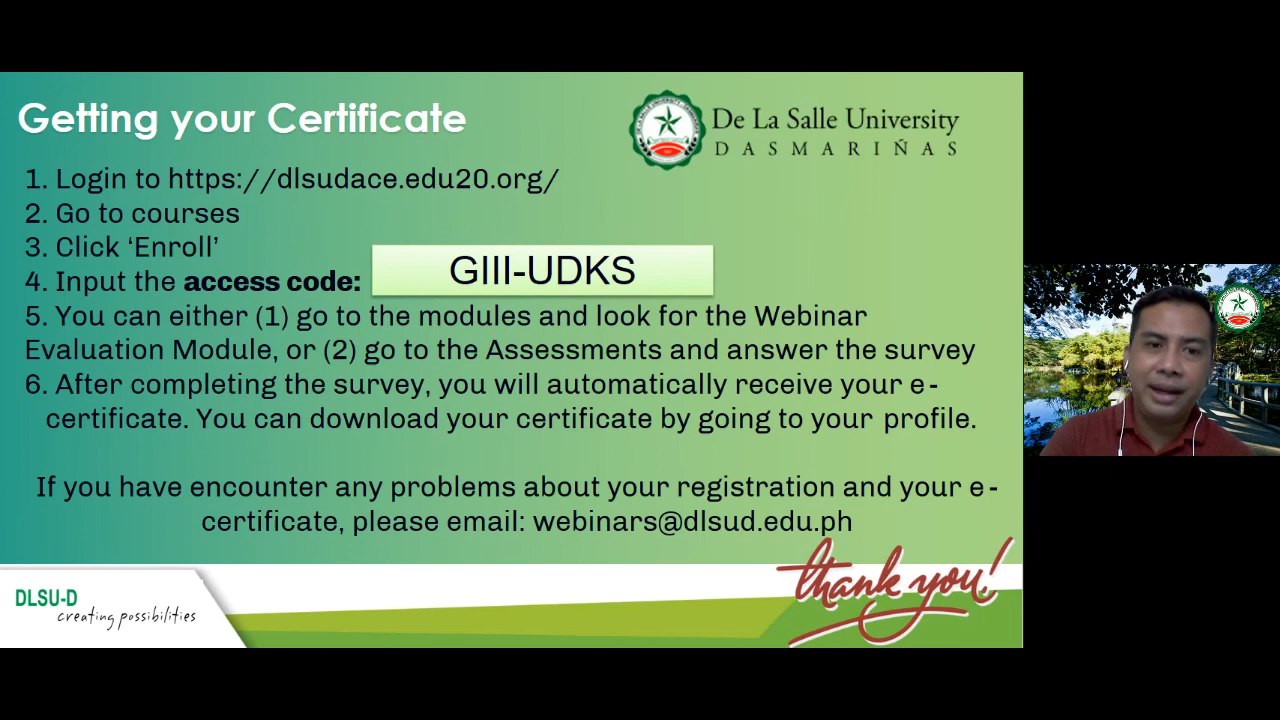 Getting your Certificate
De La Salle University
DASMARIÑAS
1. Login to https://dlsudace.edu20.org/
2. Go to courses
3. Click ‘Enroll’
4. Input the access code: GIII-UDKS
5. You can either (1) go to the modules and look for the Webinar
Evaluation Module, or (2) go to the Assessments and answer the survey
6. After completing the survey, you will automatically receive your e-
certificate. You can download your certificate by going to your profile.
If you have encounter any problems about your registration and your e-
certificate, please email: webinars@dlsud.edu.ph
thank you!
DLSU-D
creating possibilities